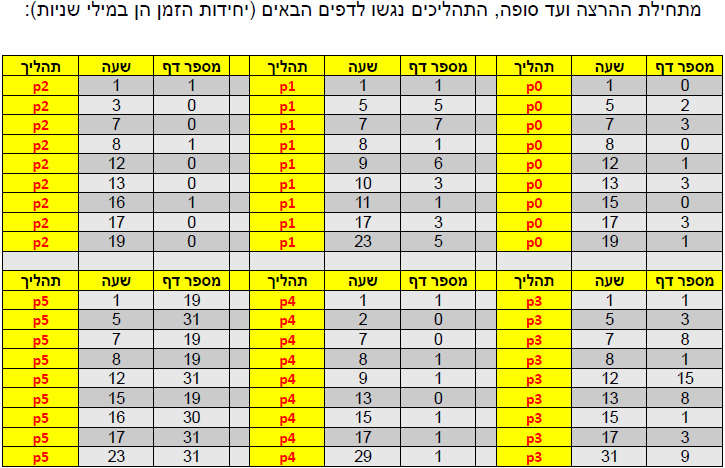 מתחילת ההרצה ועד סופה, התהליכים נגשו לדפים הבאים (יחידות הזמן הן במילי שניות):
מספר דף שעה תהליך מספר דף שעה תהליך מספר דף שעה תהליך
0 1 p0 1 1 p1 1 1 p2
2 5 p0 5 5 p1 0 3 p2
3 7 p0 7 7 p1 0 7 p2
0 8 p0 1 8 p1 1 8 p2
1 12 p0 6 9 p1 0 12 p2
3 13 p0 3 10 p1 0 13 p2
0 15 p0 1 11 p1 1 16 p2
3 17 p0 3 17 p1 0 17 p2
1 19 p0 5 23 p1 0 19 p2
מספר דף שעה תהליך מספר דף שעה תהליך מספר דף שעה תהליך
1 1 p3 1 1 p4 19 1 p5
3 5 p3 0 2 p4 31 5 p5
8 7 p3 0 7 p4 19 7 p5
1 8 p3 1 8 p4 19 8 p5
15 12 p3 1 9 p4 31 12 p5
8 13 p3 0 13 p4 19 15 p5
1 15 p3 1 15 p4 30 16 p5
3 17 p3 1 17 p4 31 17 p5
9 31 p3 1 29 p4 31 23 p5